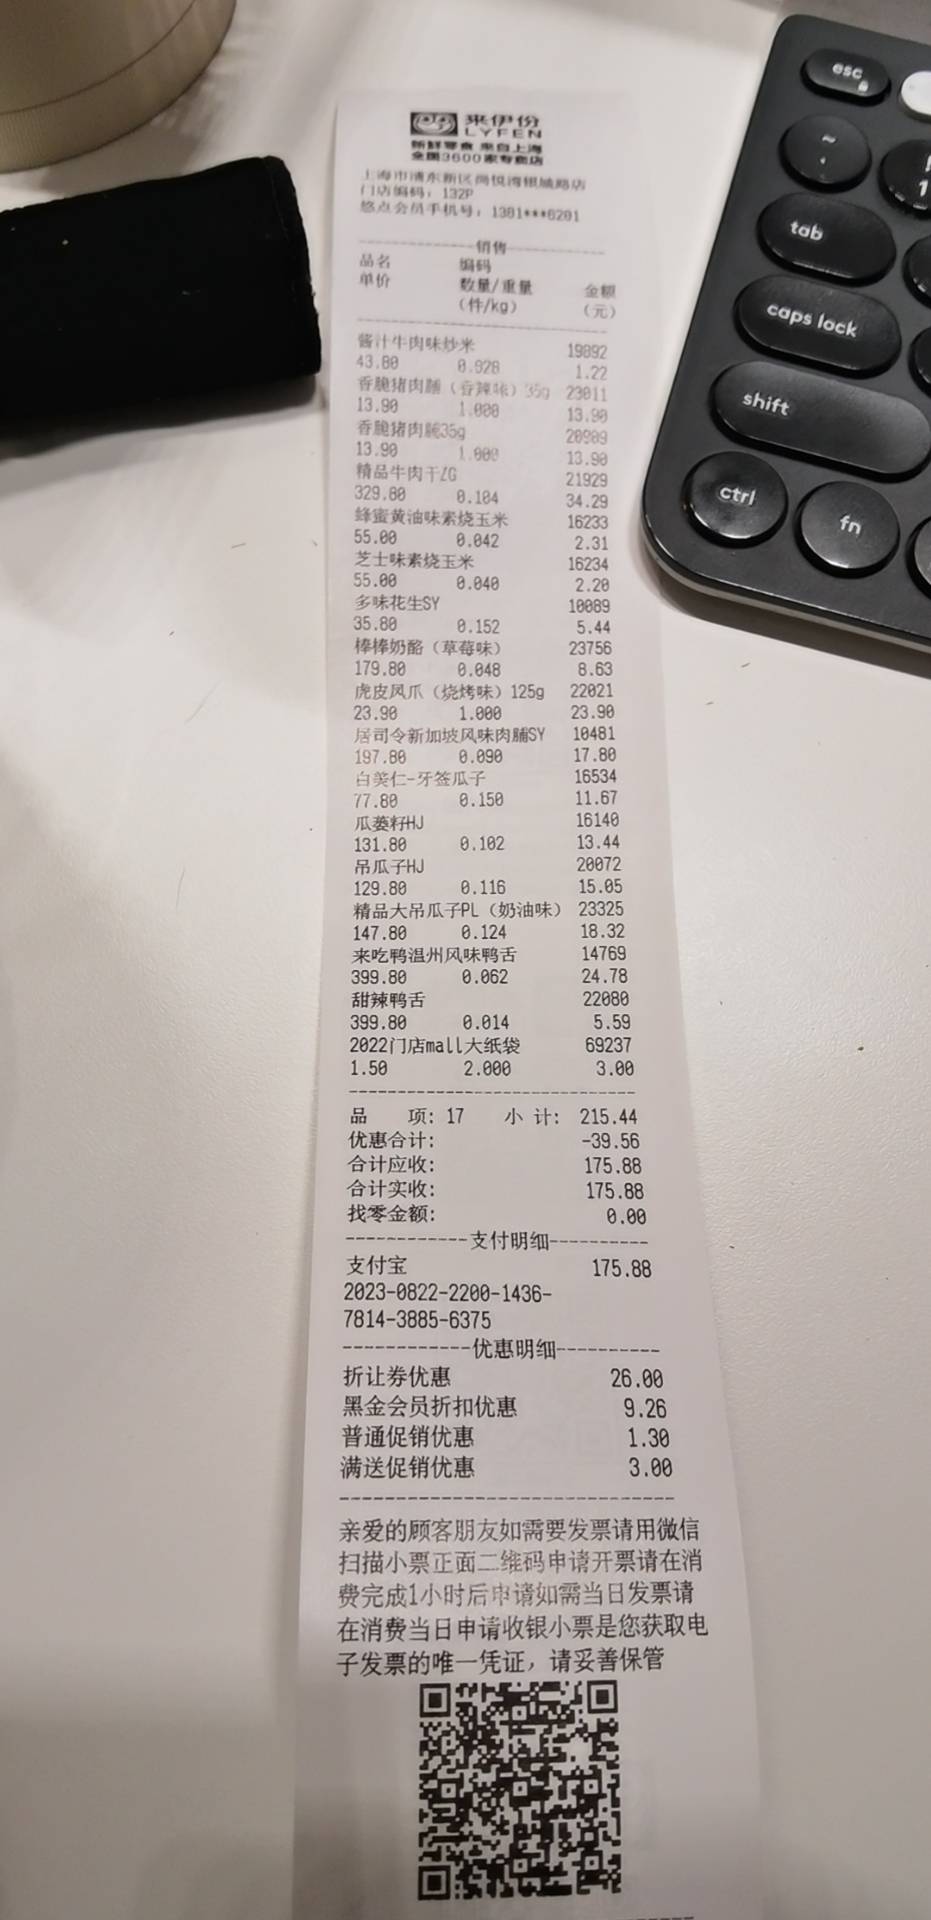 来伊份
LYFEN
新鲜零食 来自上海
全国3600家专卖店
上海市浦东新区尚悦湾银城路店
门店编码: 132P
悠点会员手机号: 1381***6201
销售
品名 编码
单价 数量/重量 金额
(件/kg) (元)
酱汁牛肉味炒米 19892
43.80 0.028 1.22
香脆猪肉脯（香辣味）35g 23011
13.90 1.000 13.90
香脆猪肉脯35g 20909
13.90 1.000 13.90
精品牛肉干ZG 21929
329.80 0.104 34.29
蜂蜜黄油味素烧玉米 16233
55.00 0.042 2.31
芝士味素烧玉米 16234
55.00 0.040 2.20
多味花生SY 10089
35.80 0.152 5.44
棒棒奶酪（草莓味） 23756
179.80 0.048 8.63
虎皮凤爪（烧烤味）125g 22021
23.90 1.000 23.90
居司令新加坡风味肉脯SY 10481
197.80 0.090 17.80
白美仁-牙签瓜子 16534
77.80 0.150 11.67
瓜蒌籽HJ 16140
131.80 0.102 13.44
吊瓜子HJ 20072
129.80 0.116 15.05
精品大吊瓜子PL（奶油味） 23325
147.80 0.124 18.32
来吃鸭温州风味鸭舌 14769
399.80 0.062 24.78
甜辣鸭舌 22080
399.80 0.014 5.59
2022门店mall大纸袋 69237
1.50 2.000 3.00
品 项: 17 小 计: 215.44
优惠合计: -39.56
合计应收: 175.88
合计实收: 175.88
找零金额: 0.00
支付明细
支付宝 175.88
2023-0822-2200-1436-
7814-3885-6375
优惠明细
折让券优惠 26.00
黑金会员折扣优惠 9.26
普通促销优惠 1.30
满送促销优惠 3.00
亲爱的顾客朋友如需要发票请用微信
扫描小票正面二维码申请开票请在消
费完成1小时后申请如需当日发票请
在消费当日申请收银小票是您获取电
子发票的唯一凭证，请妥善保管
esc
~
`
!
1
tab
caps lock
shift
ctrl
fn